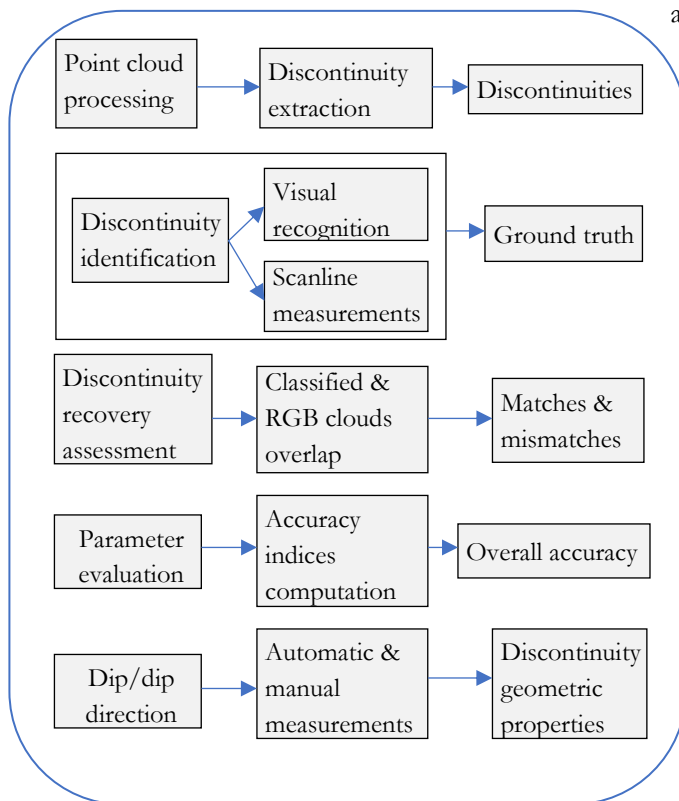 a
Point cloud
processing
Discontinuity
extraction
Discontinuities
Discontinuity
identification
Visual
recognition
Scanline
measurements
Ground truth
Discontinuity
recovery
assessment
Classified &
RGB clouds
overlap
Matches &
mismatches
Parameter
evaluation
Accuracy
indices
computation
Overall accuracy
Dip/dip
direction
Automatic &
manual
measurements
Discontinuity
geometric
properties